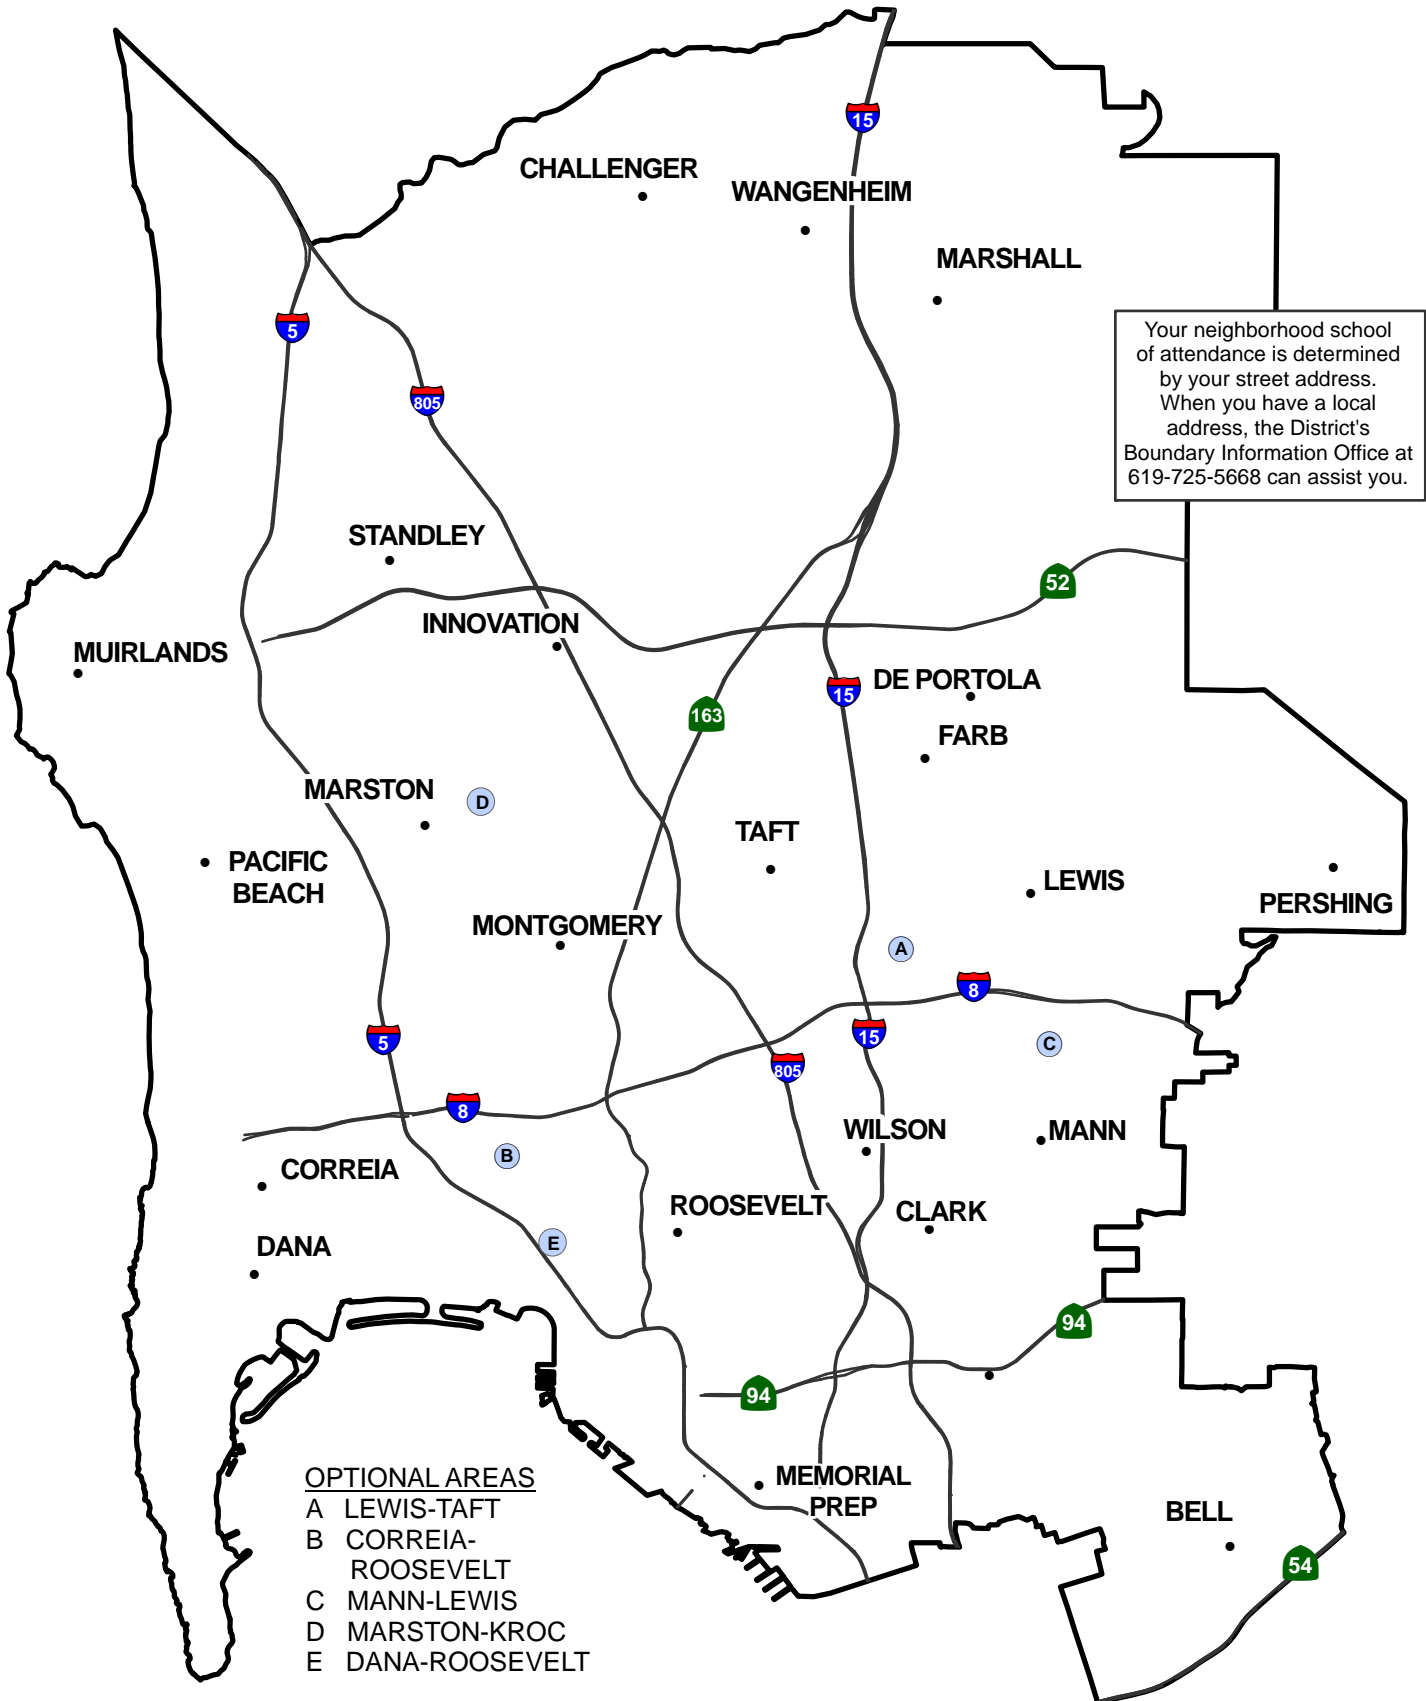 15
CHALLENGER
WANGENHEIM
MARSHALL
5
Your neighborhood school
of attendance is determined
by your street address.
When you have a local
address, the District's
Boundary Information Office at
619-725-5668 can assist you.
805
STANDLEY
52
INNOVATION
MUIRLANDS
DE PORTOLA
15
163
FARB
MARSTON
D
TAFT
PACIFIC
BEACH
LEWIS
PERSHING
MONTGOMERY
A
8
5
15
C
805
8
WILSON
MANN
B
CORREIA
ROOSEVELT
CLARK
E
DANA
94
94
MEMORIAL
PREP
BELL
54
OPTIONAL AREAS
A LEWIS-TAFT
B CORREIA-
ROOSEVELT
C MANN-LEWIS
D MARSTON-KROC
E DANA-ROOSEVELT